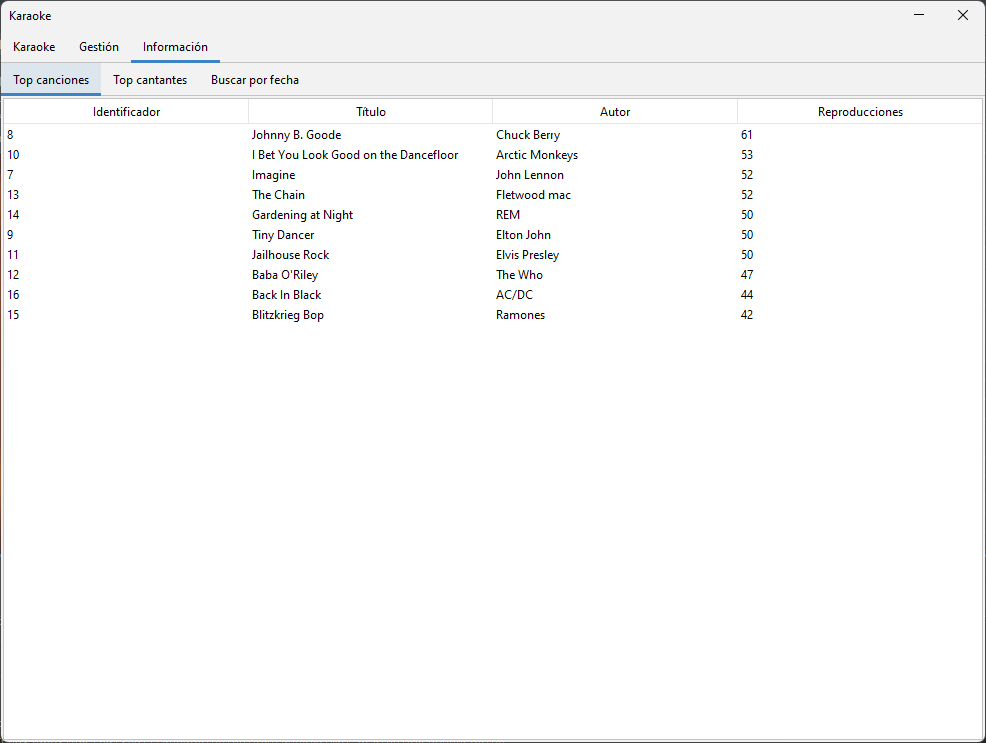 Karaoke
Karaoke Gestión Información
Top canciones Top cantantes Buscar por fecha
Identificador Título Autor Reproducciones
8 Johnny B. Goode Chuck Berry 61
10 I Bet You Look Good on the Dancefloor Arctic Monkeys 53
7 Imagine John Lennon 52
13 The Chain Fletwood mac 52
14 Gardening at Night REM 50
9 Tiny Dancer Elton John 50
11 Jailhouse Rock Elvis Presley 50
12 Baba O'Riley The Who 47
16 Back In Black AC/DC 44
15 Blitzkrieg Bop Ramones 42